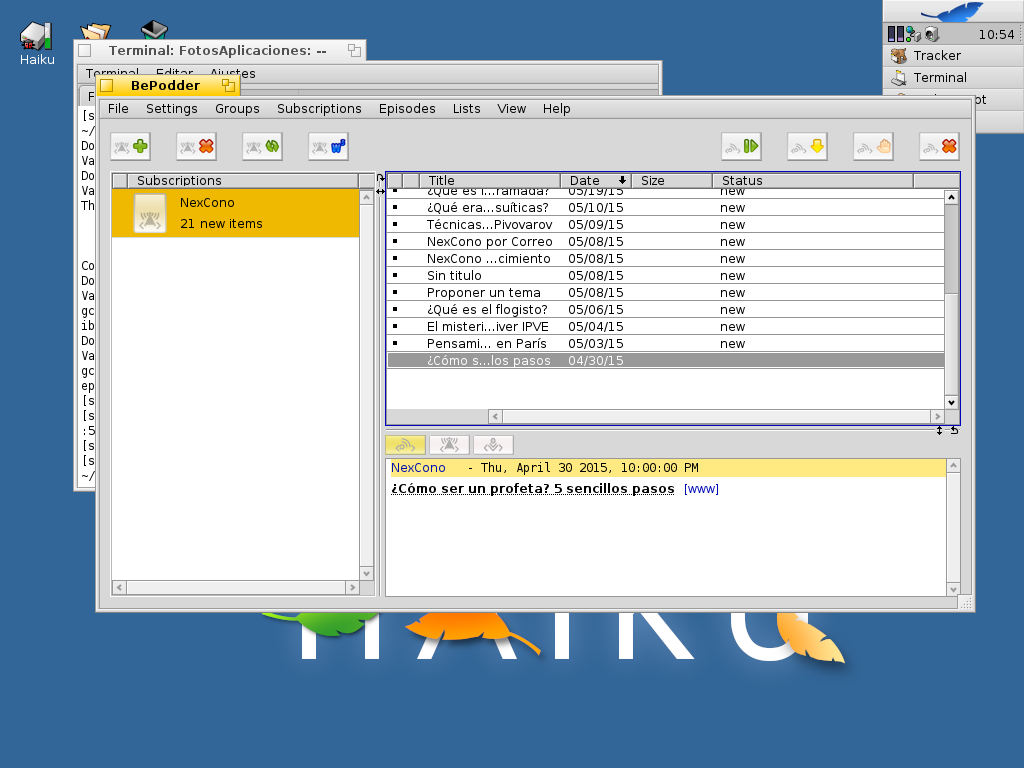 Haiku
10:54
Tracker
Terminal
Terminal: FotosAplicaciones: --
Terminal Editar Ajustes
BePodder
File Settings Groups Subscriptions Episodes Lists View Help
Subscriptions
NexCono
21 new items
Title Date Size Status
¿Qué es l...ramada? 05/19/15 new
¿Qué era...suíticas? 05/10/15 new
Técnicas...Pivovarov 05/09/15 new
NexCono por Correo 05/08/15 new
NexCono ...cimiento 05/08/15 new
Sin titulo 05/08/15 new
Proponer un tema 05/08/15 new
¿Qué es el flogisto? 05/06/15 new
El misteri...iver IPVE 05/04/15 new
Pensami... en París 05/03/15 new
¿Cómo s...los pasos 04/30/15
NexCono - Thu, April 30 2015, 10:00:00 PM
¿Cómo ser un profeta? 5 sencillos pasos [www]
HAIKU